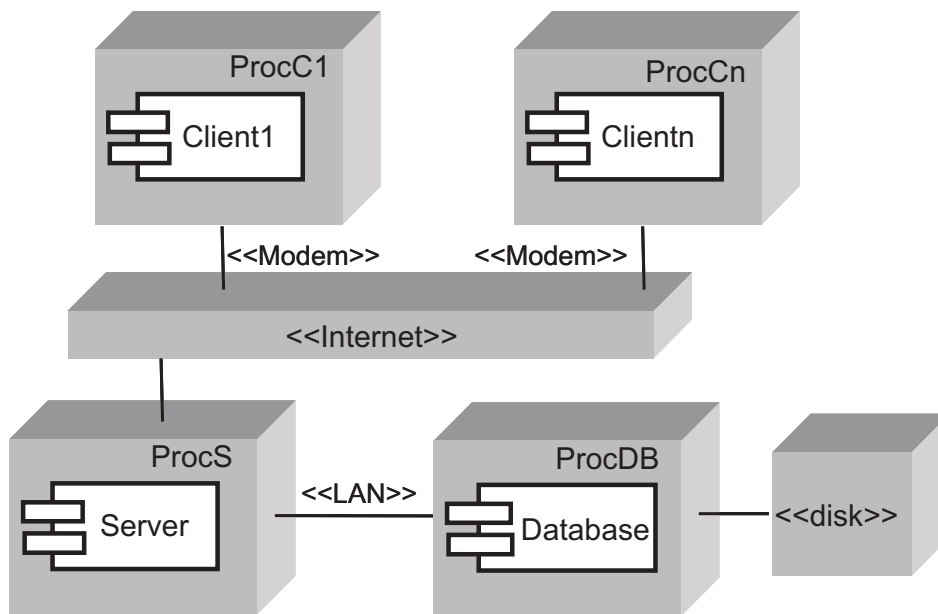 ProcC1
Client1
ProcCn
Clientn
<<Modem>>
<<Modem>>
<<Internet>>
ProcS
Server
<<LAN>>
ProcDB
Database
<<disk>>